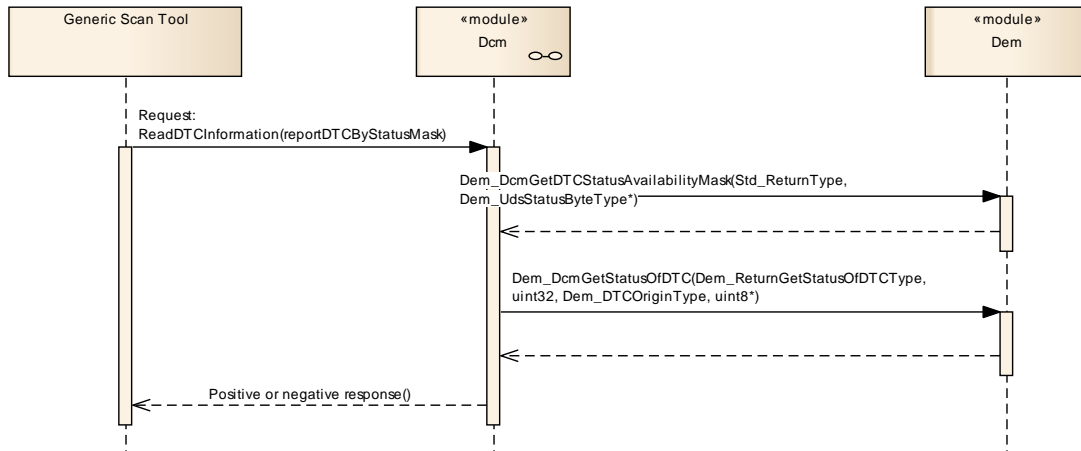 Generic Scan Tool
«module»
Dcm
«module»
Dem
Request:
ReadDTCInformation(reportDTCByStatusMask)
Dem_DcmGetDTCStatusAvailabilityMask(Std_ReturnType,
Dem_UdsStatusByteType*)
Dem_DcmGetStatusOfDTC(Dem_ReturnGetStatusOfDTCType,
uint32, Dem_DTCOriginType, uint8*)
Positive or negative response()